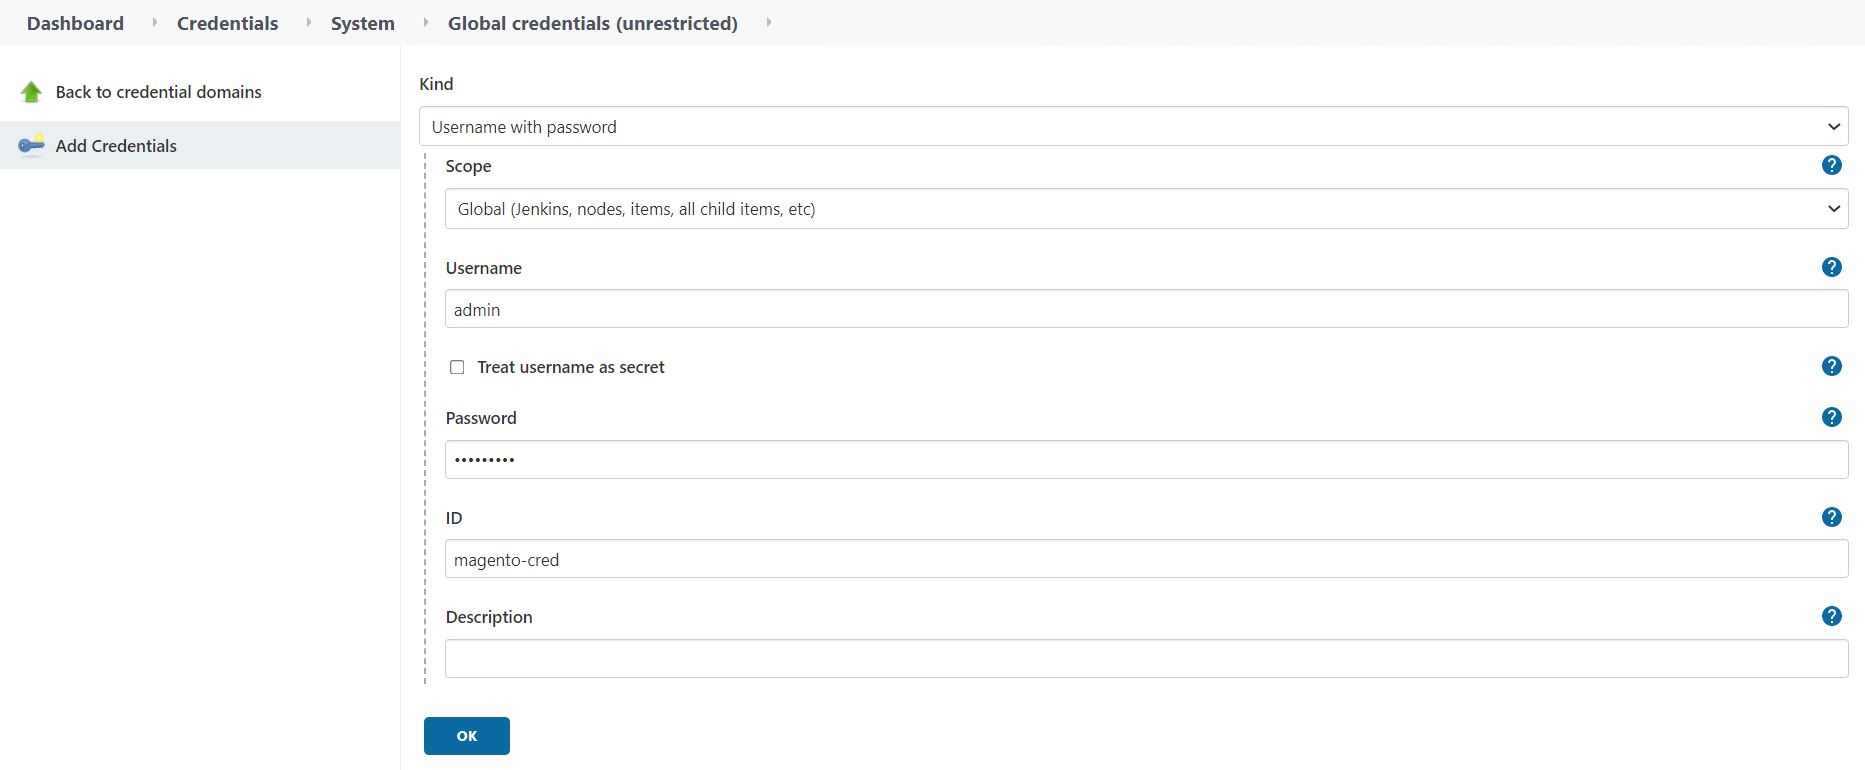 Dashboard Credentials System Global credentials (unrestricted)
Back to credential domains
Add Credentials
Kind
Username with password
Scope
?
Global (Jenkins, nodes, items, all child items, etc)
Username
?
admin
Treat username as secret
?
Password
?
•••••••••
ID
?
magento-cred
Description
?
OK